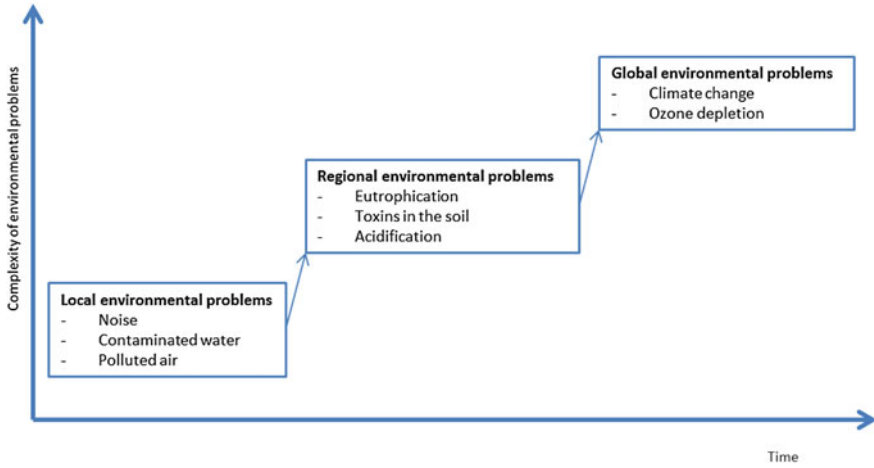 Complexity of environmental problems
Global environmental problems
- Climate change
- Ozone depletion
Regional environmental problems
- Eutrophication
- Toxins in the soil
- Acidification
Local environmental problems
- Noise
- Contaminated water
- Polluted air
Time